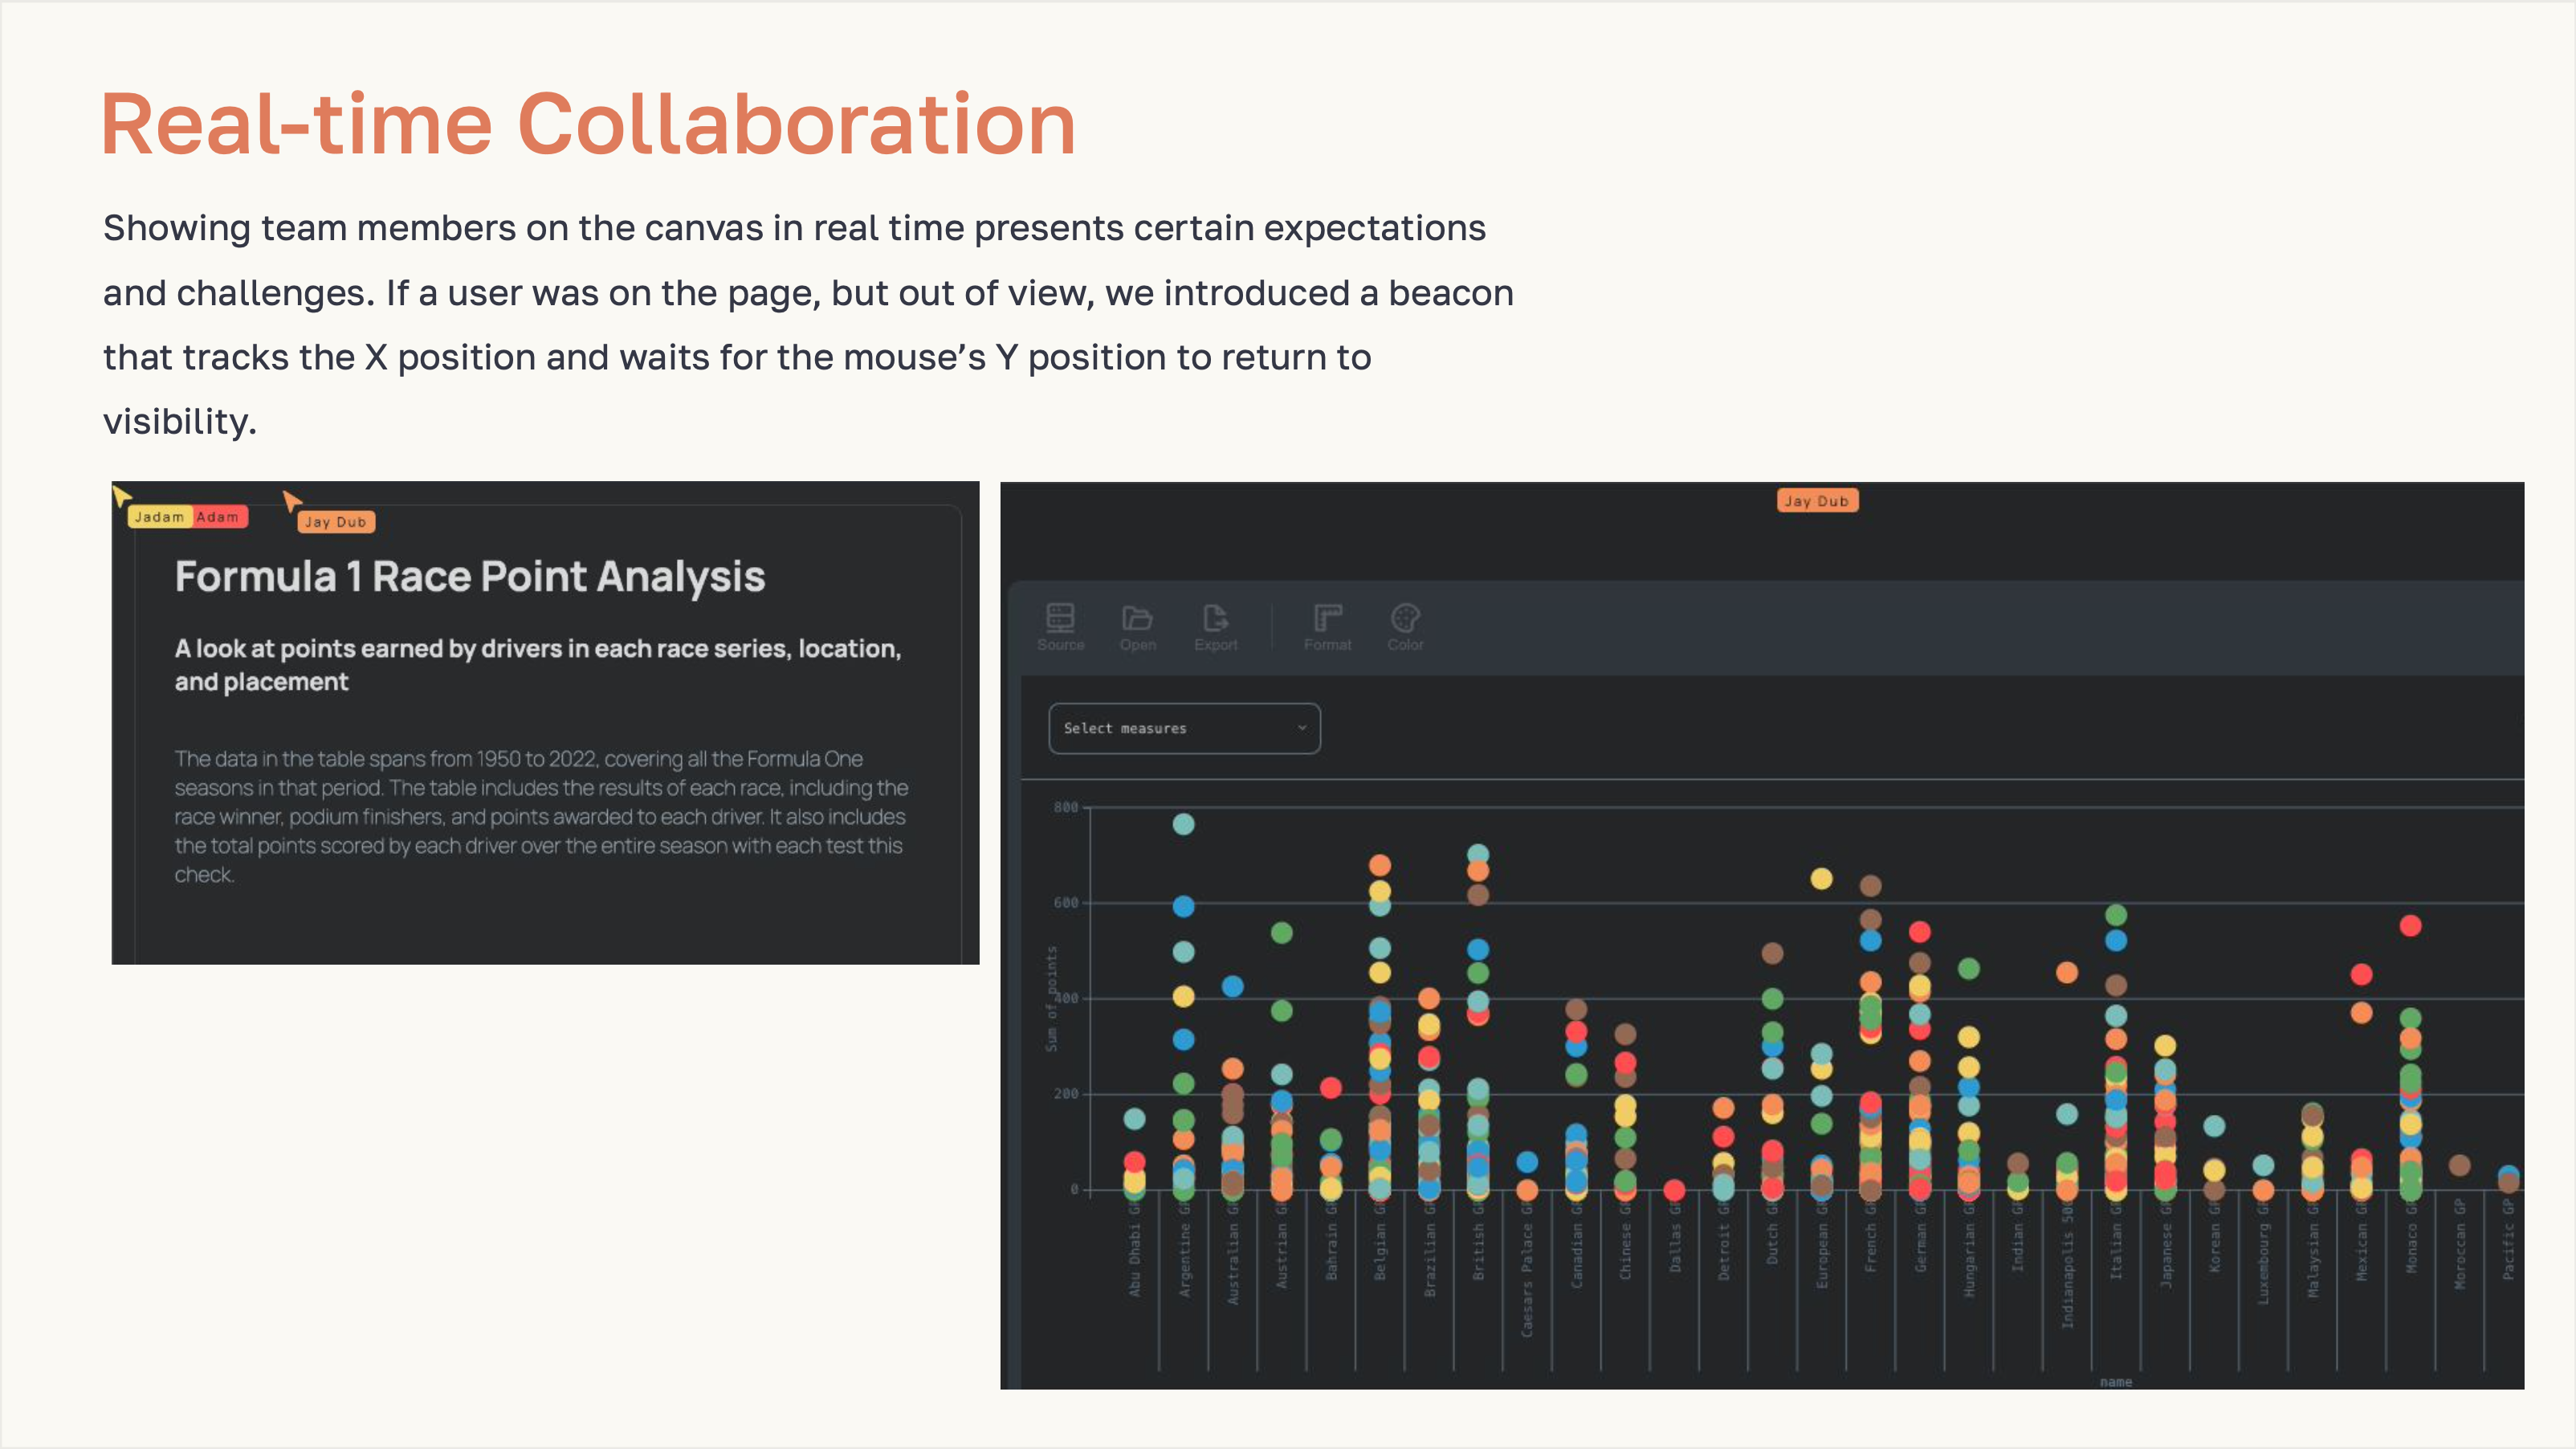 Real-time Collaboration
Showing team members on the canvas in real time presents certain expectations
and challenges. If a user was on the page, but out of view, we introduced a beacon
that tracks the X position and waits for the mouse’s Y position to return to
visibility.
Jadam Adam
Jay Dub
Formula 1 Race Point Analysis
A look at points earned by drivers in each race series, location,
and placement
The data in the table spans from 1950 to 2022, covering all the Formula One
seasons in that period. The table includes the results of each race, including the
race winner, podium finishers, and points awarded to each driver. It also includes
the total points scored by each driver over the entire season with each test this
check.
Jay Dub
Source Open Export Format Color
Select measures
Sum of points
800
600
400
200
0
Abu Dhabi GP
Argentine GP
Australian GP
Austrian GP
Bahrain GP
Belgian GP
Brazilian GP
British GP
Caesars Palace GP
Canadian GP
Chinese GP
Dallas GP
Detroit GP
Dutch GP
European GP
French GP
German GP
Hungarian GP
Indian GP
Indianapolis 500
Italian GP
Japanese GP
Korean GP
Luxembourg GP
Malaysian GP
Mexican GP
Monaco GP
Moroccan GP
Pacific GP
name